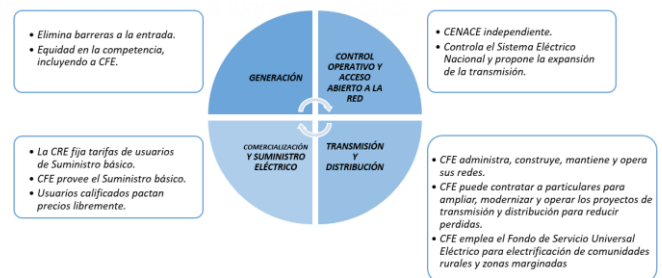 • Elimina barreras a la entrada.
• Equidad en la competencia,
incluyendo a CFE.
GENERACIÓN
CONTROL
OPERATIVO Y
ACCESO
ABIERTO A LA
RED
• CENACE independiente.
• Controla el Sistema Eléctrico
Nacional y propone la expansión
de la transmisión.
• La CRE fija tarifas de usuarios
de Suministro básico.
• CFE provee el Suministro básico.
• Usuarios calificados pactan
precios libremente.
COMERCIALIZACIÓN
Y SUMINISTRO
ELÉCTRICO
TRANSMISIÓN
Y
DISTRIBUCIÓN
• CFE administra, construye, mantiene y opera
sus redes.
• CFE puede contratar a particulares para
ampliar, modernizar y operar los proyectos de
transmisión y distribución para reducir
perdidas.
• CFE emplea el Fondo de Servicio Universal
Eléctrico para electrificación de comunidades
rurales y zonas marginadas